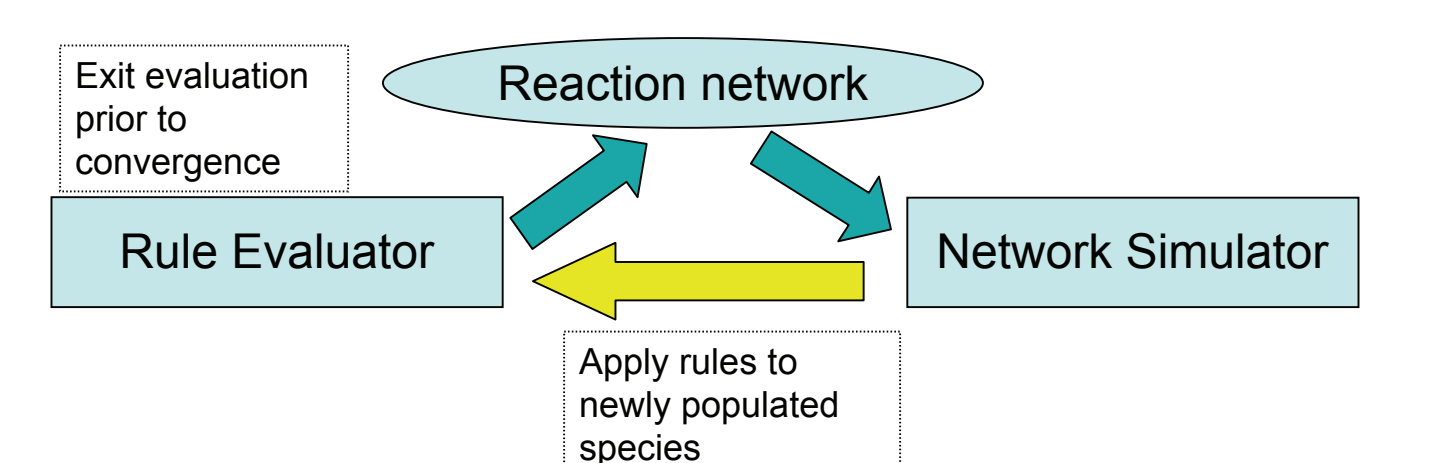 Exit evaluation
prior to
convergence
Reaction network
Rule Evaluator
Network Simulator
Apply rules to
newly populated
species